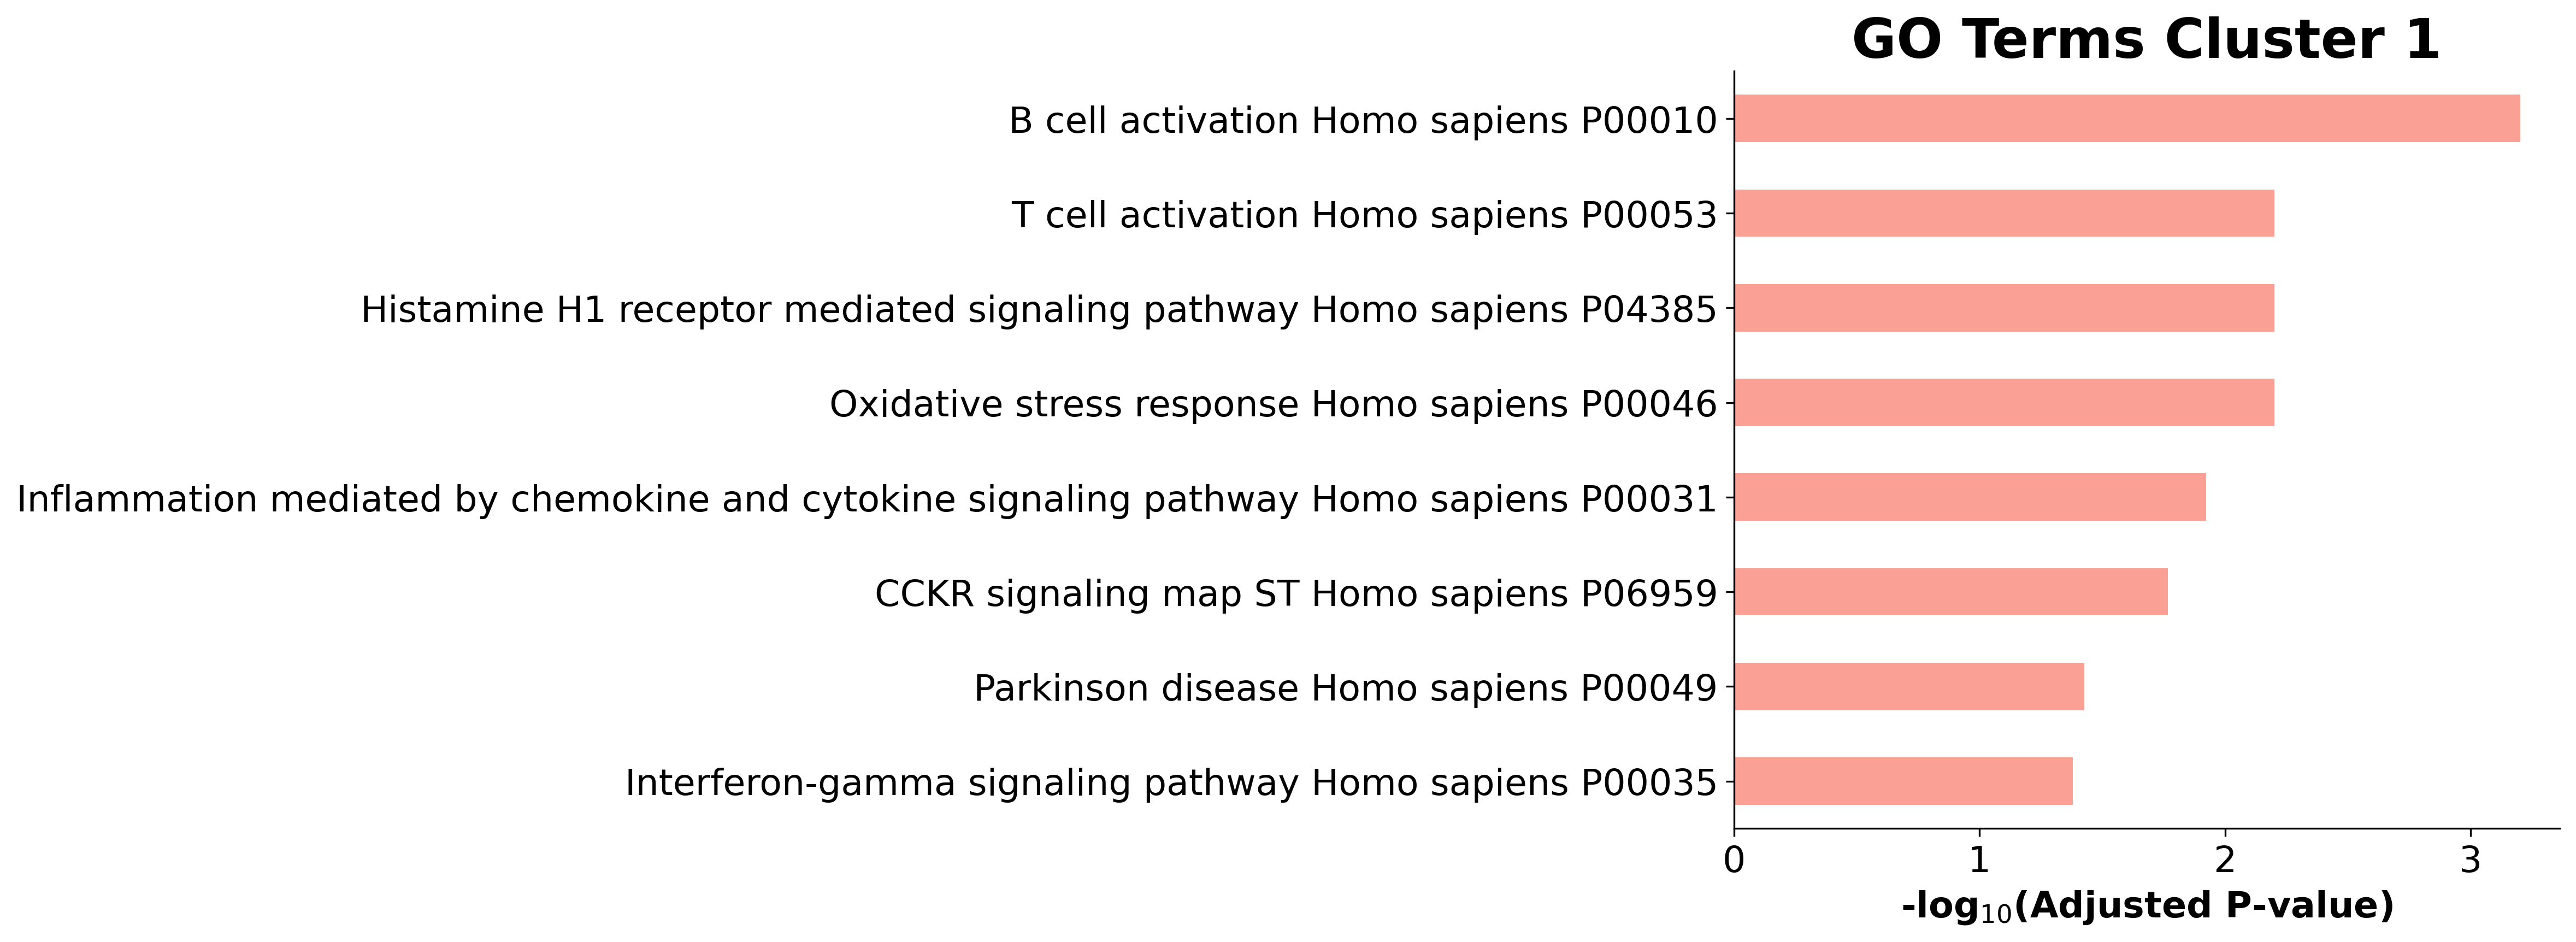 GO Terms Cluster 1
B cell activation Homo sapiens P00010
T cell activation Homo sapiens P00053
Histamine H1 receptor mediated signaling pathway Homo sapiens P04385
Oxidative stress response Homo sapiens P00046
Inflammation mediated by chemokine and cytokine signaling pathway Homo sapiens P00031
CCKR signaling map ST Homo sapiens P06959
Parkinson disease Homo sapiens P00049
Interferon-gamma signaling pathway Homo sapiens P00035
0 1 2 3
-log₁₀(Adjusted P-value)